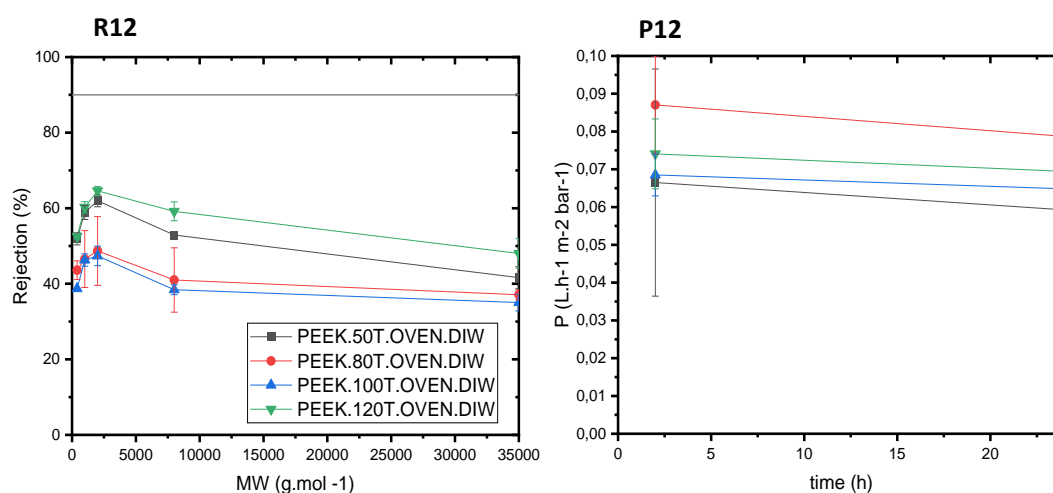 R12
100
80
60
40
20
0
Rejection (%)
0 5000 10000 15000 20000 25000 30000 35000
MW (g.mol -1)
PEEK.50T.OVEN.DIW
PEEK.80T.OVEN.DIW
PEEK.100T.OVEN.DIW
PEEK.120T.OVEN.DIW
P12
0,10
0,09
0,08
0,07
0,06
0,05
0,04
0,03
0,02
0,01
0,00
P (L.h-1 m-2 bar-1)
0 5 10 15 20
time (h)